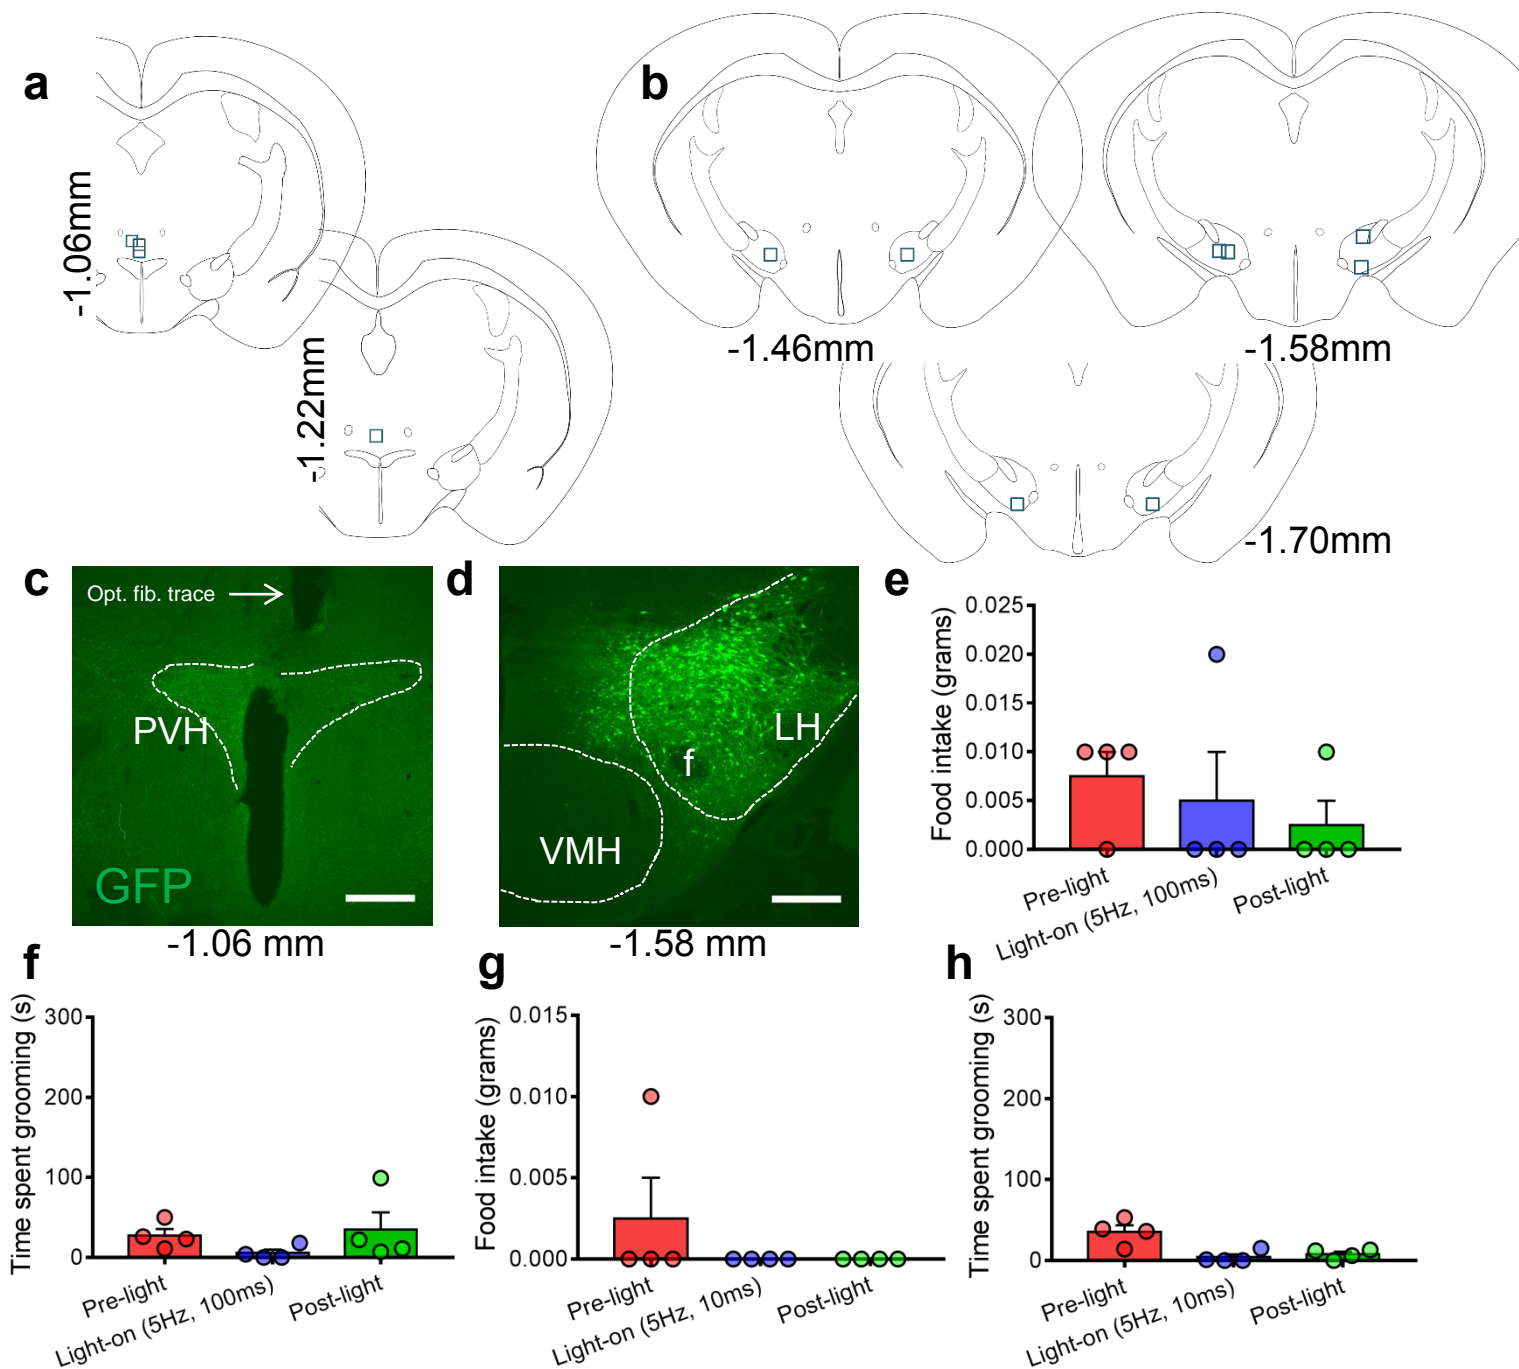 a
b
-1.06mm
-1.22mm
-1.46mm
-1.58mm
-1.70mm
c
Opt. fib. trace
PVH
GFP
-1.06 mm
d
LH
f
VMH
-1.58 mm
e
Food intake (grams)
0.025
0.020
0.015
0.010
0.005
0.000
Pre-light
Light-on (5Hz, 100ms)
Post-light
f
Time spent grooming (s)
300
200
100
0
Pre-light
Light-on (5Hz, 100ms)
Post-light
g
Food intake (grams)
0.015
0.010
0.005
0.000
Pre-light
Light-on (5Hz, 10ms)
Post-light
h
Time spent grooming (s)
300
200
100
0
Pre-light
Light-on (5Hz, 10ms)
Post-light